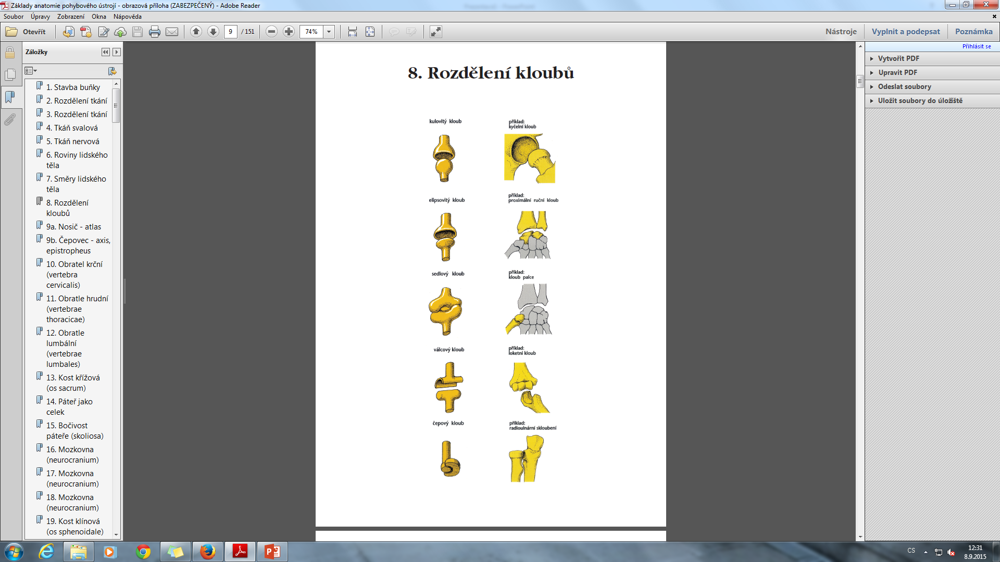 Základy anatomie pohybového ústrojí - obrazová příloha (ZABEZPEČENÝ) - Adobe Reader
Soubor Úpravy Zobrazení Okna Nápověda
Otevřít 9 / 151 74% Nástroje Vyplnit a podepsat Poznámka
Záložky
1. Stavba buňky
2. Rozdělení tkání
3. Rozdělení tkání
4. Tkáň svalová
5. Tkáň nervová
6. Roviny lidského
těla
7. Směry lidského
těla
8. Rozdělení
kloubů
9a. Nosič - atlas
9b. Čepovec - axis,
epistropheus
10. Obratel krční
(vertebra
cervicalis)
11. Obratle hrudní
(vertebrae
thoracicae)
12. Obratle
lumbální
(vertebrae
lumbales)
13. Kost křížová
(os sacrum)
14. Páteř jako
celek
15. Bočivost
páteře (skoliosa)
16. Mozkovna
(neurocranium)
17. Mozkovna
(neurocranium)
18. Mozkovna
(neurocranium)
19. Kost klínová
(os sphenoidale)
8. Rozdělení kloubů
kulovitý kloub
příklad:
kyčelní kloub
elipsovitý kloub
příklad:
proximální ruční kloub
sedlový kloub
příklad:
kloub palce
válcový kloub
příklad:
loketní kloub
čepový kloub
příklad:
radioulnární skloubení
Přihlásit se
Vytvořit PDF
Upravit PDF
Odeslat soubory
Uložit soubory do úložiště
CS
12:31
8.9.2015